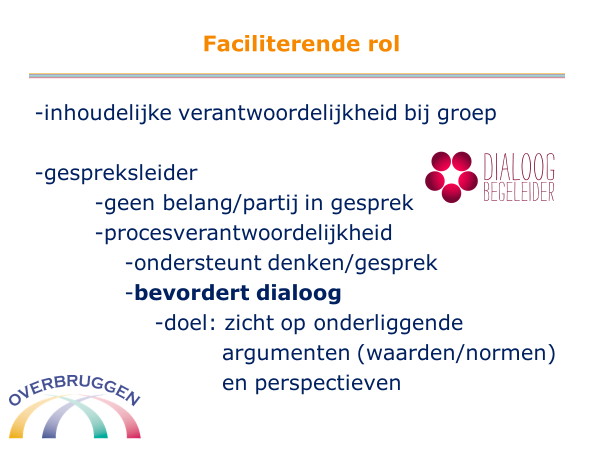 Faciliterende rol
-inhoudelijke verantwoordelijkheid bij groep
-gespreksleider
DIALOOG
BEGELEIDER
-geen belang/partij in gesprek
-procesverantwoordelijkheid
-ondersteunt denken/gesprek
-bevordert dialoog
-doel: zicht op onderliggende
argumenten (waarden/normen)
en perspectieven
OVERBRUGGEN